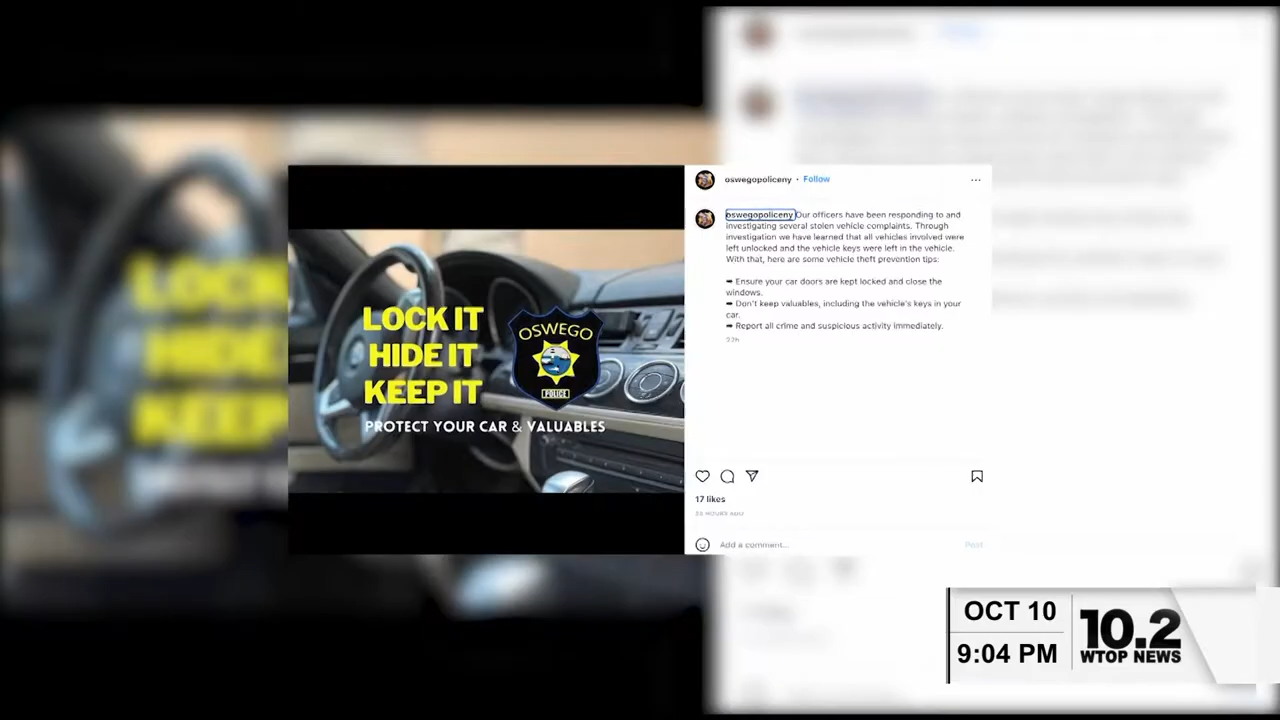 LOCK IT
HIDE IT
KEEP IT
OSWEGO
POLICE
PROTECT YOUR CAR & VALUABLES
oswegopoliceny • Follow
oswegopoliceny Our officers have been responding to and
investigating several stolen vehicle complaints. Through
investigation we have learned that all vehicles involved were
left unlocked and the vehicle keys were left in the vehicle.
With that, here are some vehicle theft prevention tips:
➡ Ensure your car doors are kept locked and close the
windows.
➡ Don't keep valuables, including the vehicle's keys in your
car.
➡ Report all crime and suspicious activity immediately.
22h
17 likes
HOURS AGO
Add a comment...
Post
OCT 10
9:04 PM
10.2
WTOP NEWS